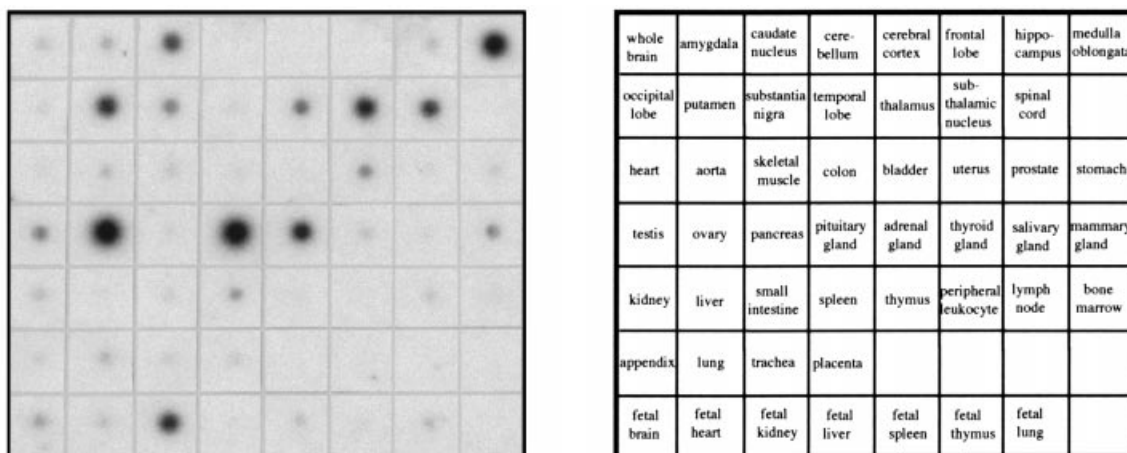 whole
brain
amygdala
caudate
nucleus
cere-
bellum
cerebral
cortex
frontal
lobe
hippo-
campus
medulla
oblongata
occipital
lobe
putamen
substantia
nigra
temporal
lobe
thalamus
sub-
thalamic
nucleus
spinal
cord
heart
aorta
skeletal
muscle
colon
bladder
uterus
prostate
stomach
testis
ovary
pancreas
pituitary
gland
adrenal
gland
thyroid
gland
salivary
gland
mammary
gland
kidney
liver
small
intestine
spleen
thymus
peripheral
leukocyte
lymph
node
bone
marrow
appendix
lung
trachea
placenta
fetal
brain
fetal
heart
fetal
kidney
fetal
liver
fetal
spleen
fetal
thymus
fetal
lung